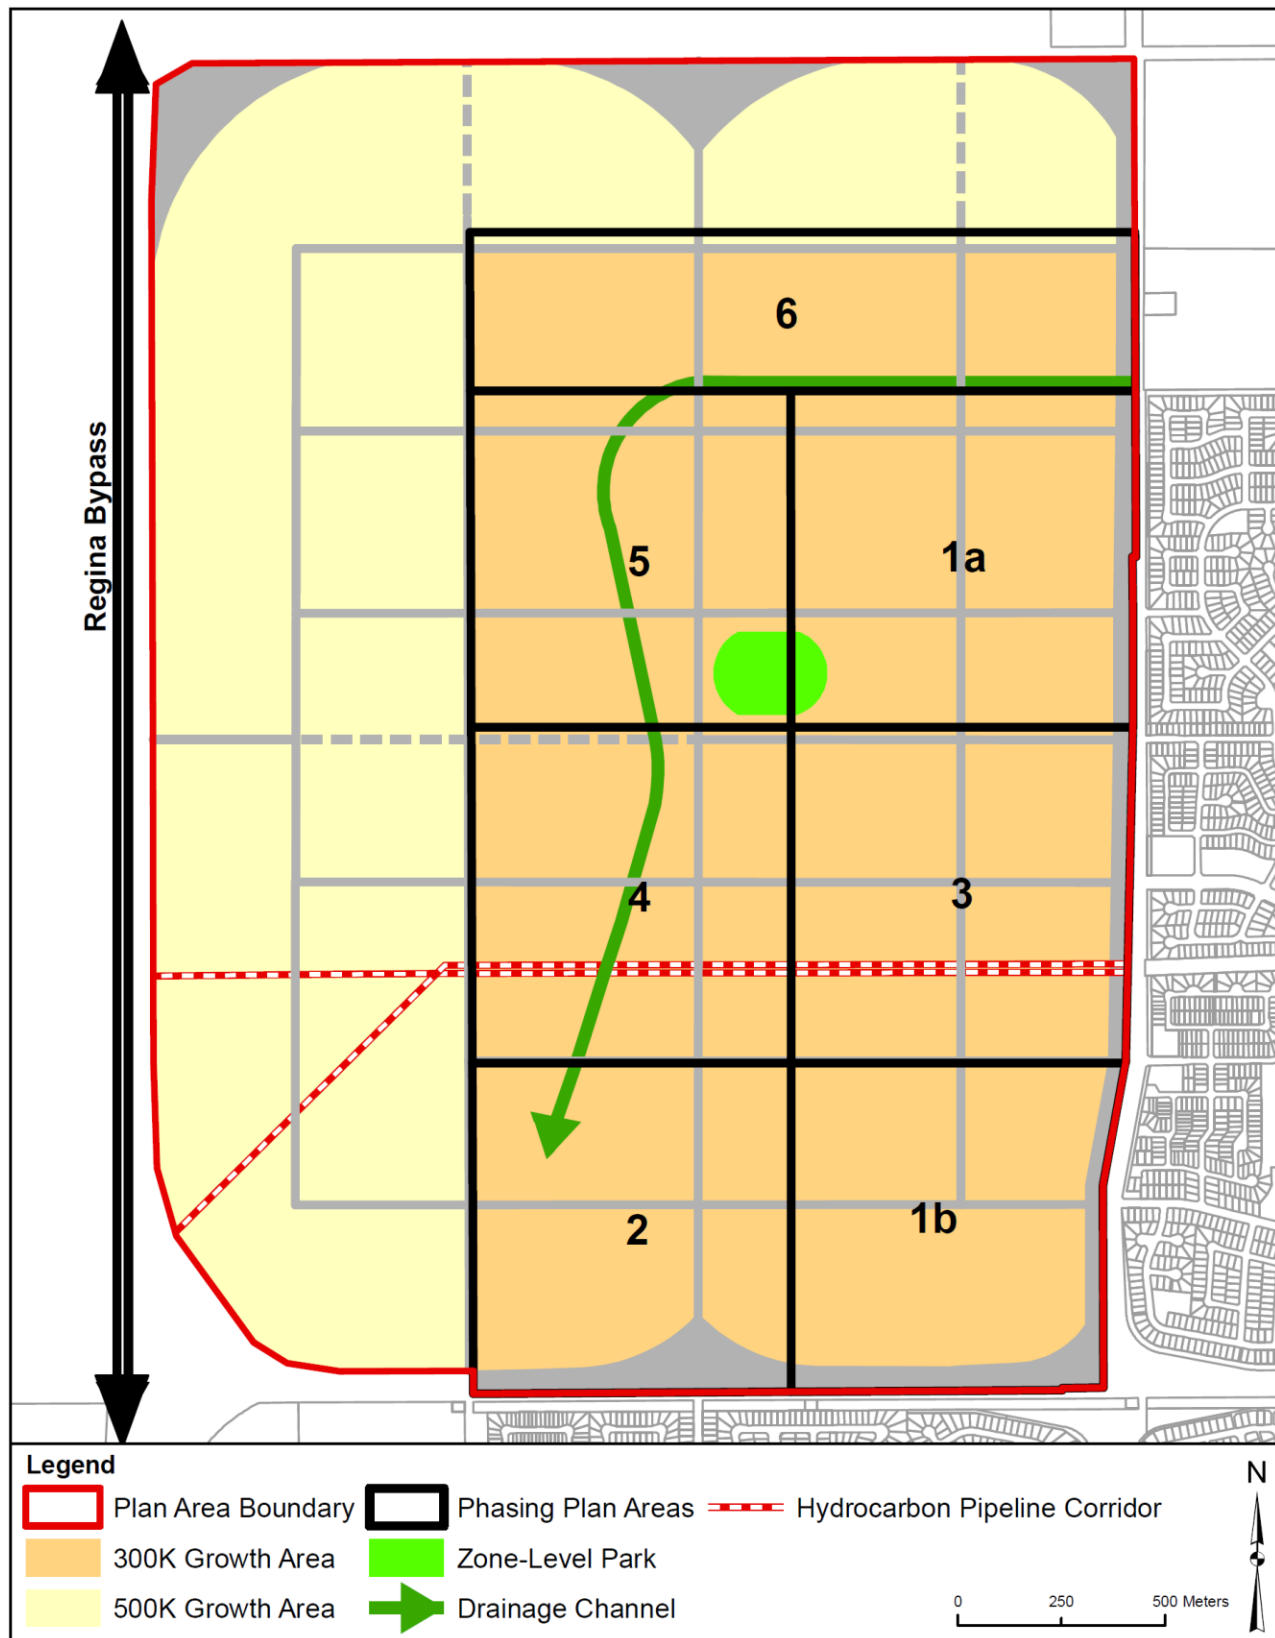 Regina Bypass
6
5
1a
4
3
2
1b
Legend
Plan Area Boundary
Phasing Plan Areas
Hydrocarbon Pipeline Corridor
300K Growth Area
Zone-Level Park
500K Growth Area
Drainage Channel
N
0 250 500 Meters